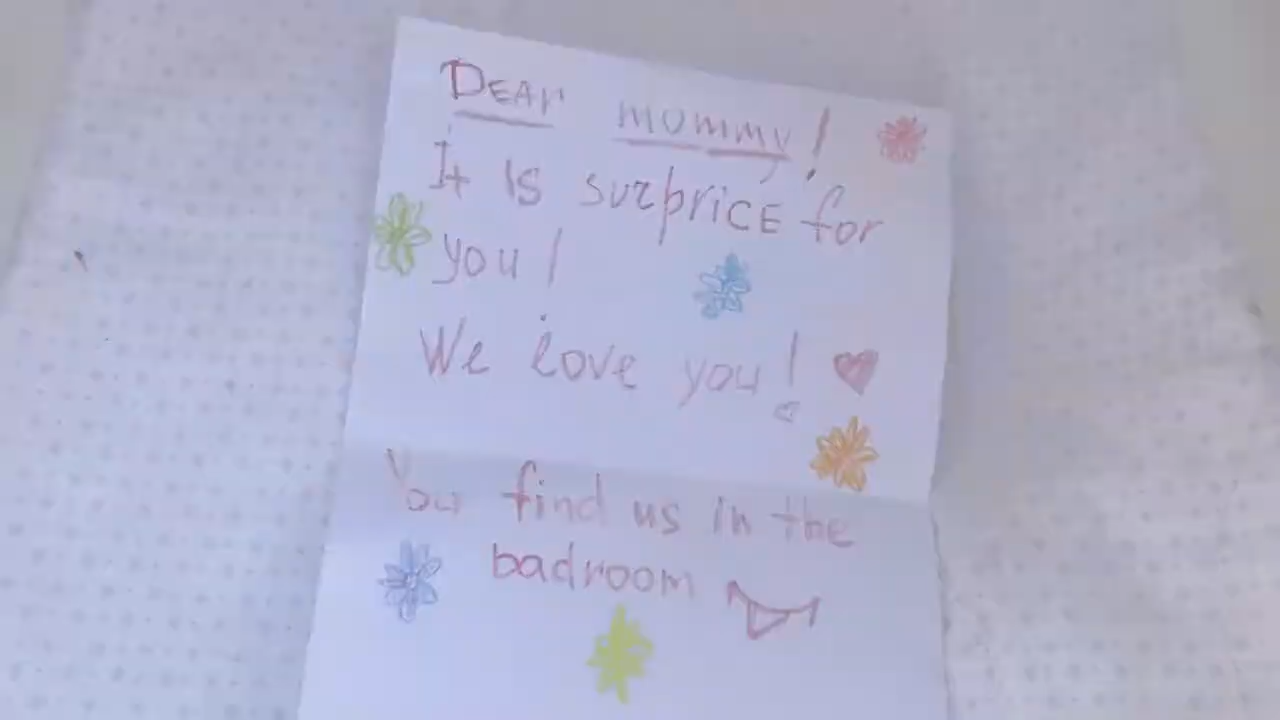 DEAr mommy!
It is surpricE for
you!
We love you!
You find us in the
badroom